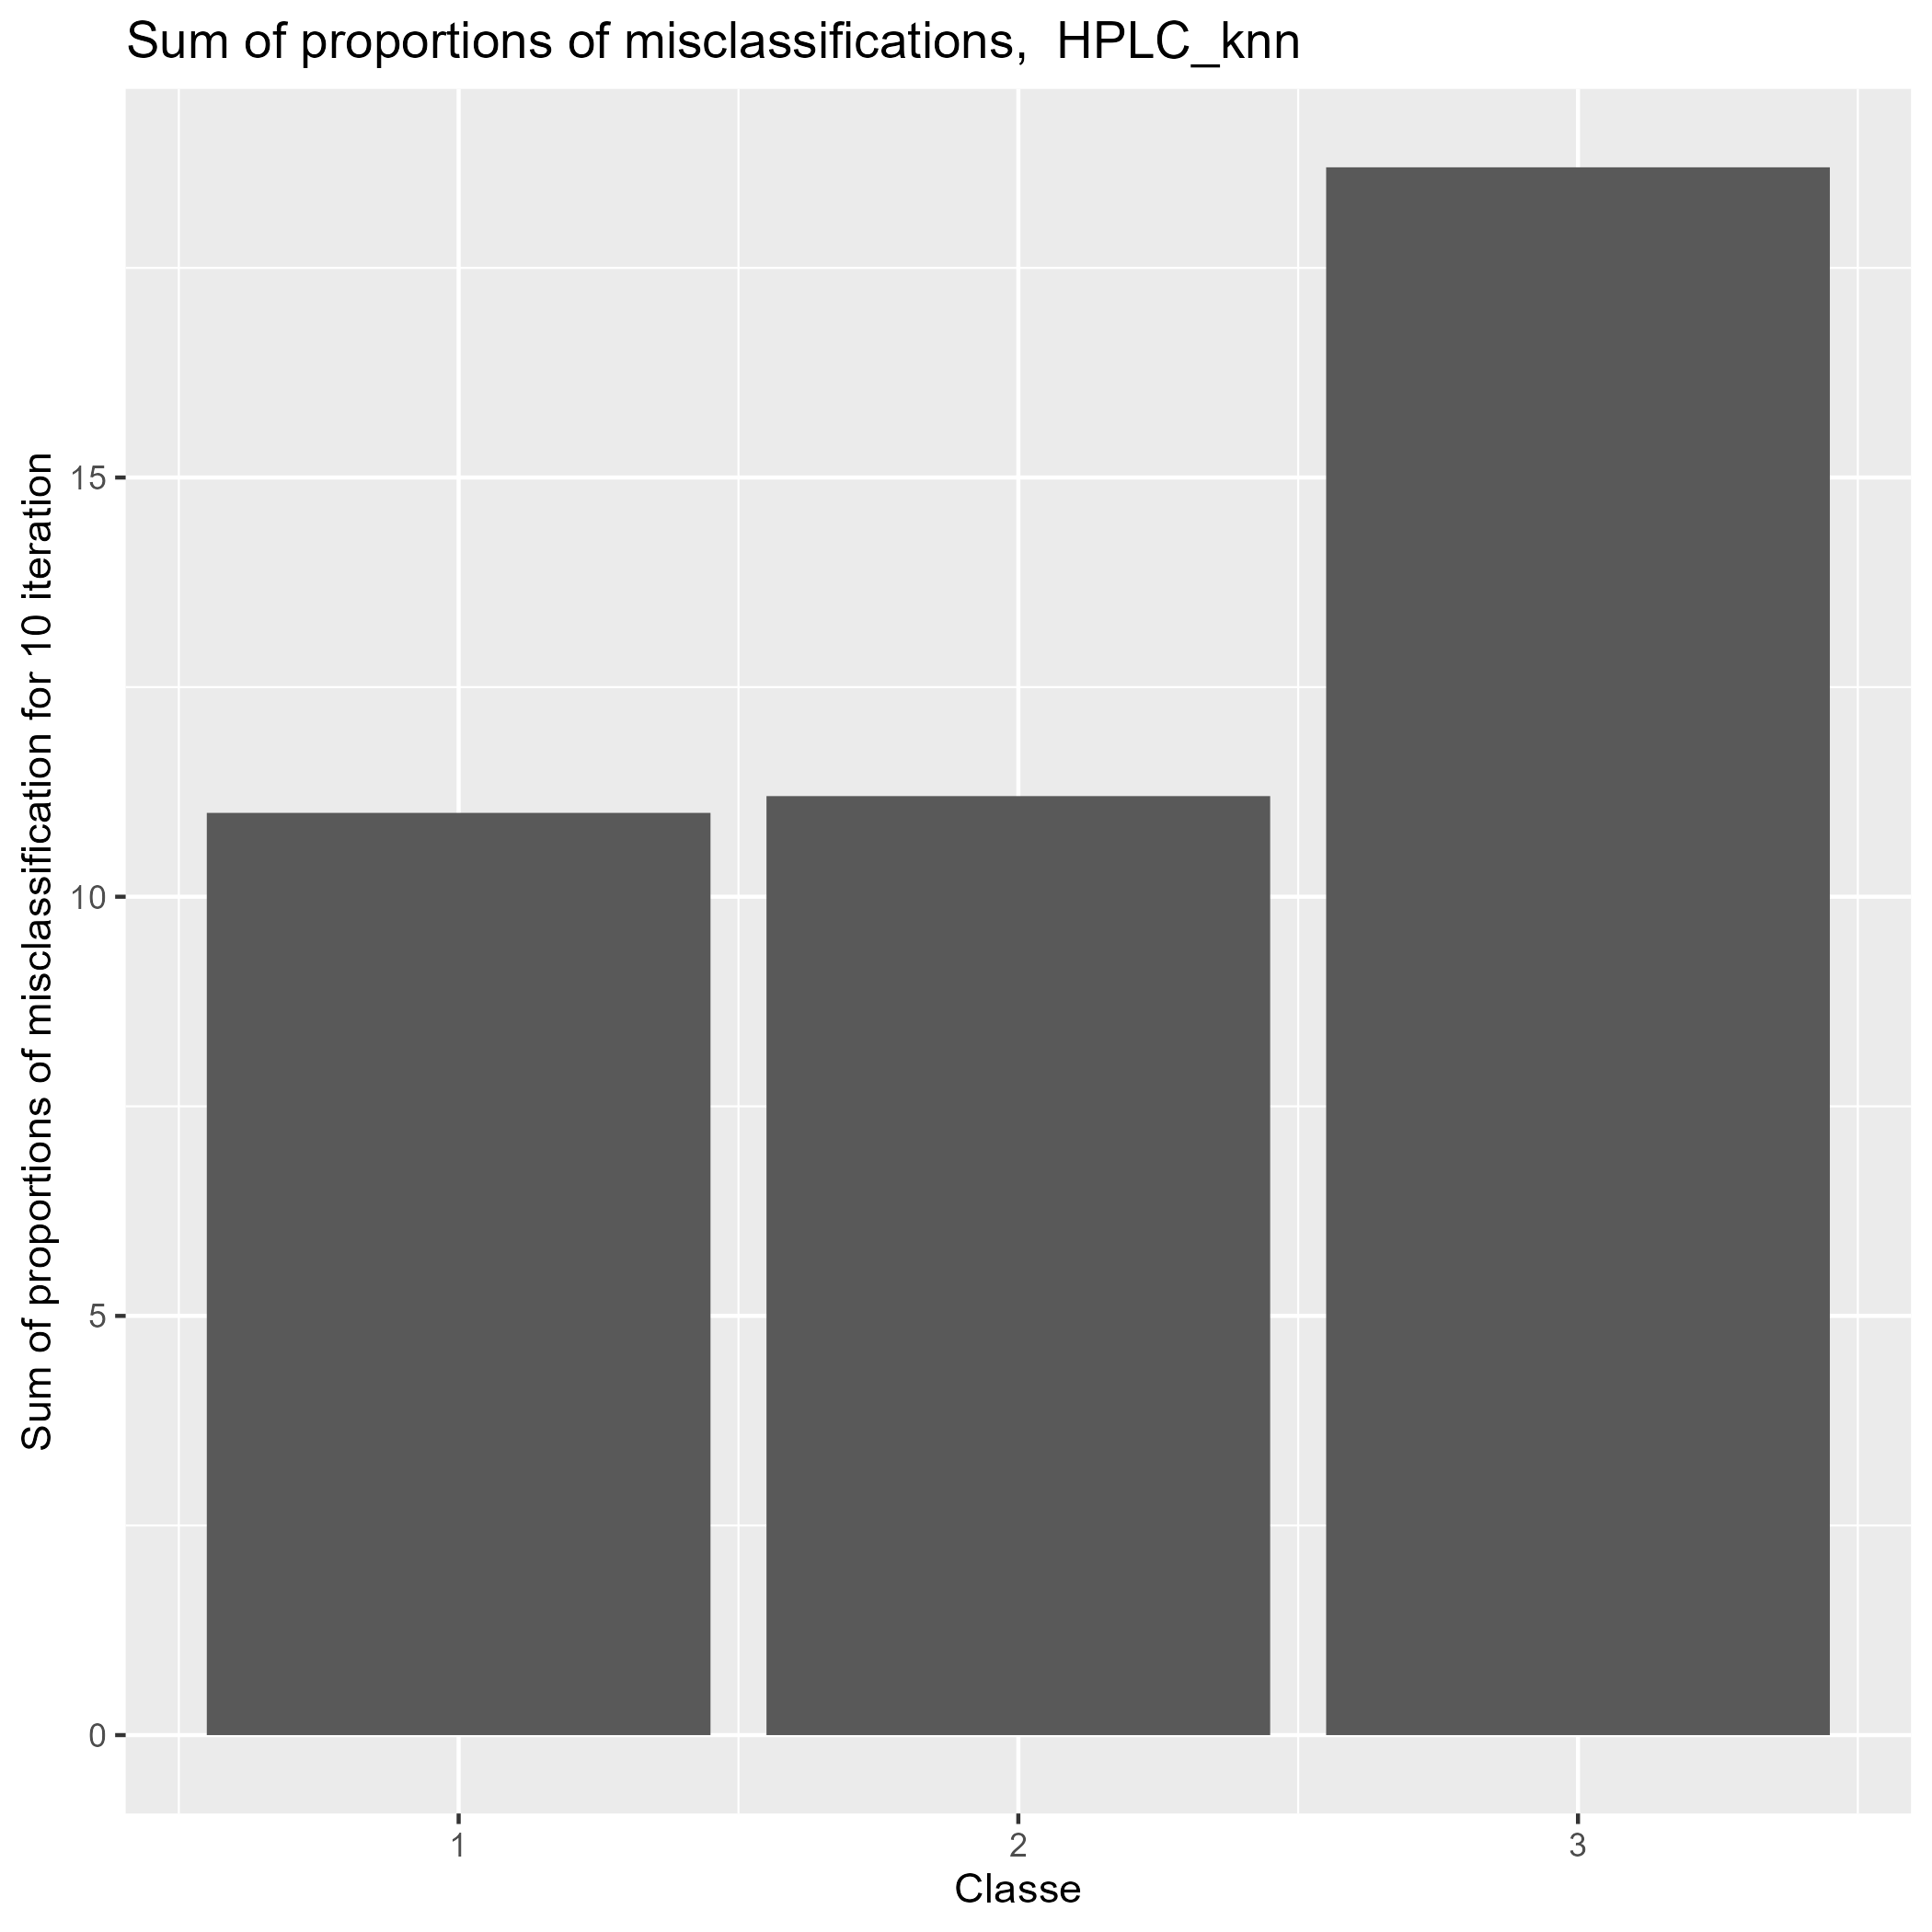 Sum of proportions of misclassifications,  HPLC_knn
Sum of proportions of misclassification for 10 iteration
15
10
5
0
1
2
3
Classe